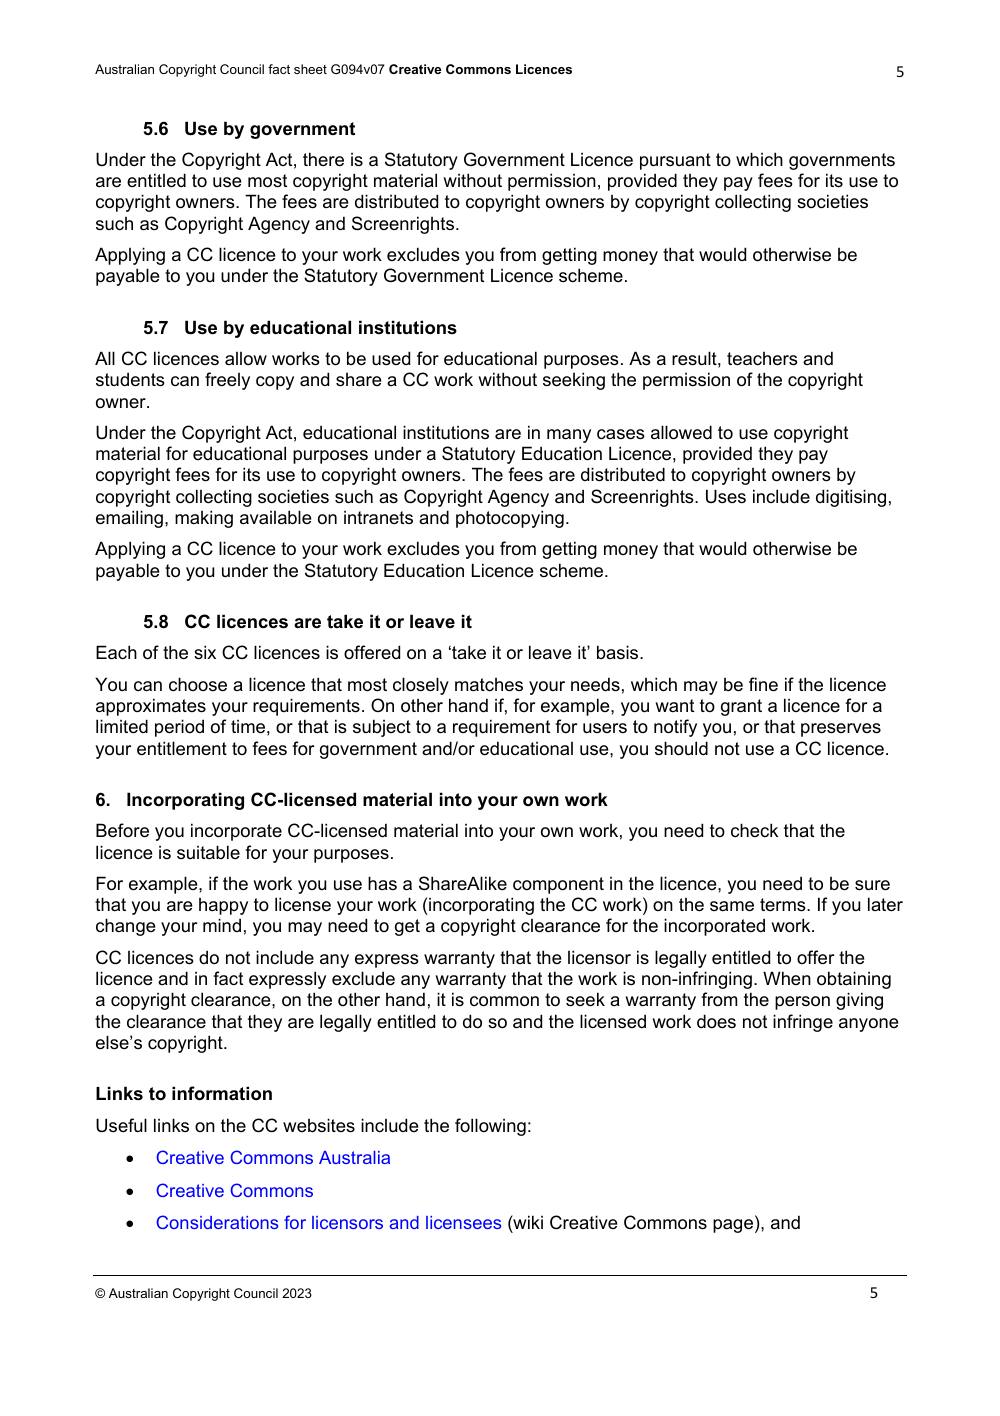 Australian Copyright Council fact sheet G094v07 Creative Commons Licences 5
5.6 Use by government
Under the Copyright Act, there is a Statutory Government Licence pursuant to which governments
are entitled to use most copyright material without permission, provided they pay fees for its use to
copyright owners. The fees are distributed to copyright owners by copyright collecting societies
such as Copyright Agency and Screenrights.
Applying a CC licence to your work excludes you from getting money that would otherwise be
payable to you under the Statutory Government Licence scheme.
5.7 Use by educational institutions
All CC licences allow works to be used for educational purposes. As a result, teachers and
students can freely copy and share a CC work without seeking the permission of the copyright
owner.
Under the Copyright Act, educational institutions are in many cases allowed to use copyright
material for educational purposes under a Statutory Education Licence, provided they pay
copyright fees for its use to copyright owners. The fees are distributed to copyright owners by
copyright collecting societies such as Copyright Agency and Screenrights. Uses include digitising,
emailing, making available on intranets and photocopying.
Applying a CC licence to your work excludes you from getting money that would otherwise be
payable to you under the Statutory Education Licence scheme.
5.8 CC licences are take it or leave it
Each of the six CC licences is offered on a ‘take it or leave it’ basis.
You can choose a licence that most closely matches your needs, which may be fine if the licence
approximates your requirements. On other hand if, for example, you want to grant a licence for a
limited period of time, or that is subject to a requirement for users to notify you, or that preserves
your entitlement to fees for government and/or educational use, you should not use a CC licence.
6. Incorporating CC-licensed material into your own work
Before you incorporate CC-licensed material into your own work, you need to check that the
licence is suitable for your purposes.
For example, if the work you use has a ShareAlike component in the licence, you need to be sure
that you are happy to license your work (incorporating the CC work) on the same terms. If you later
change your mind, you may need to get a copyright clearance for the incorporated work.
CC licences do not include any express warranty that the licensor is legally entitled to offer the
licence and in fact expressly exclude any warranty that the work is non-infringing. When obtaining
a copyright clearance, on the other hand, it is common to seek a warranty from the person giving
the clearance that they are legally entitled to do so and the licensed work does not infringe anyone
else’s copyright.
Links to information
Useful links on the CC websites include the following:
• Creative Commons Australia
• Creative Commons
• Considerations for licensors and licensees (wiki Creative Commons page), and
© Australian Copyright Council 2023 5